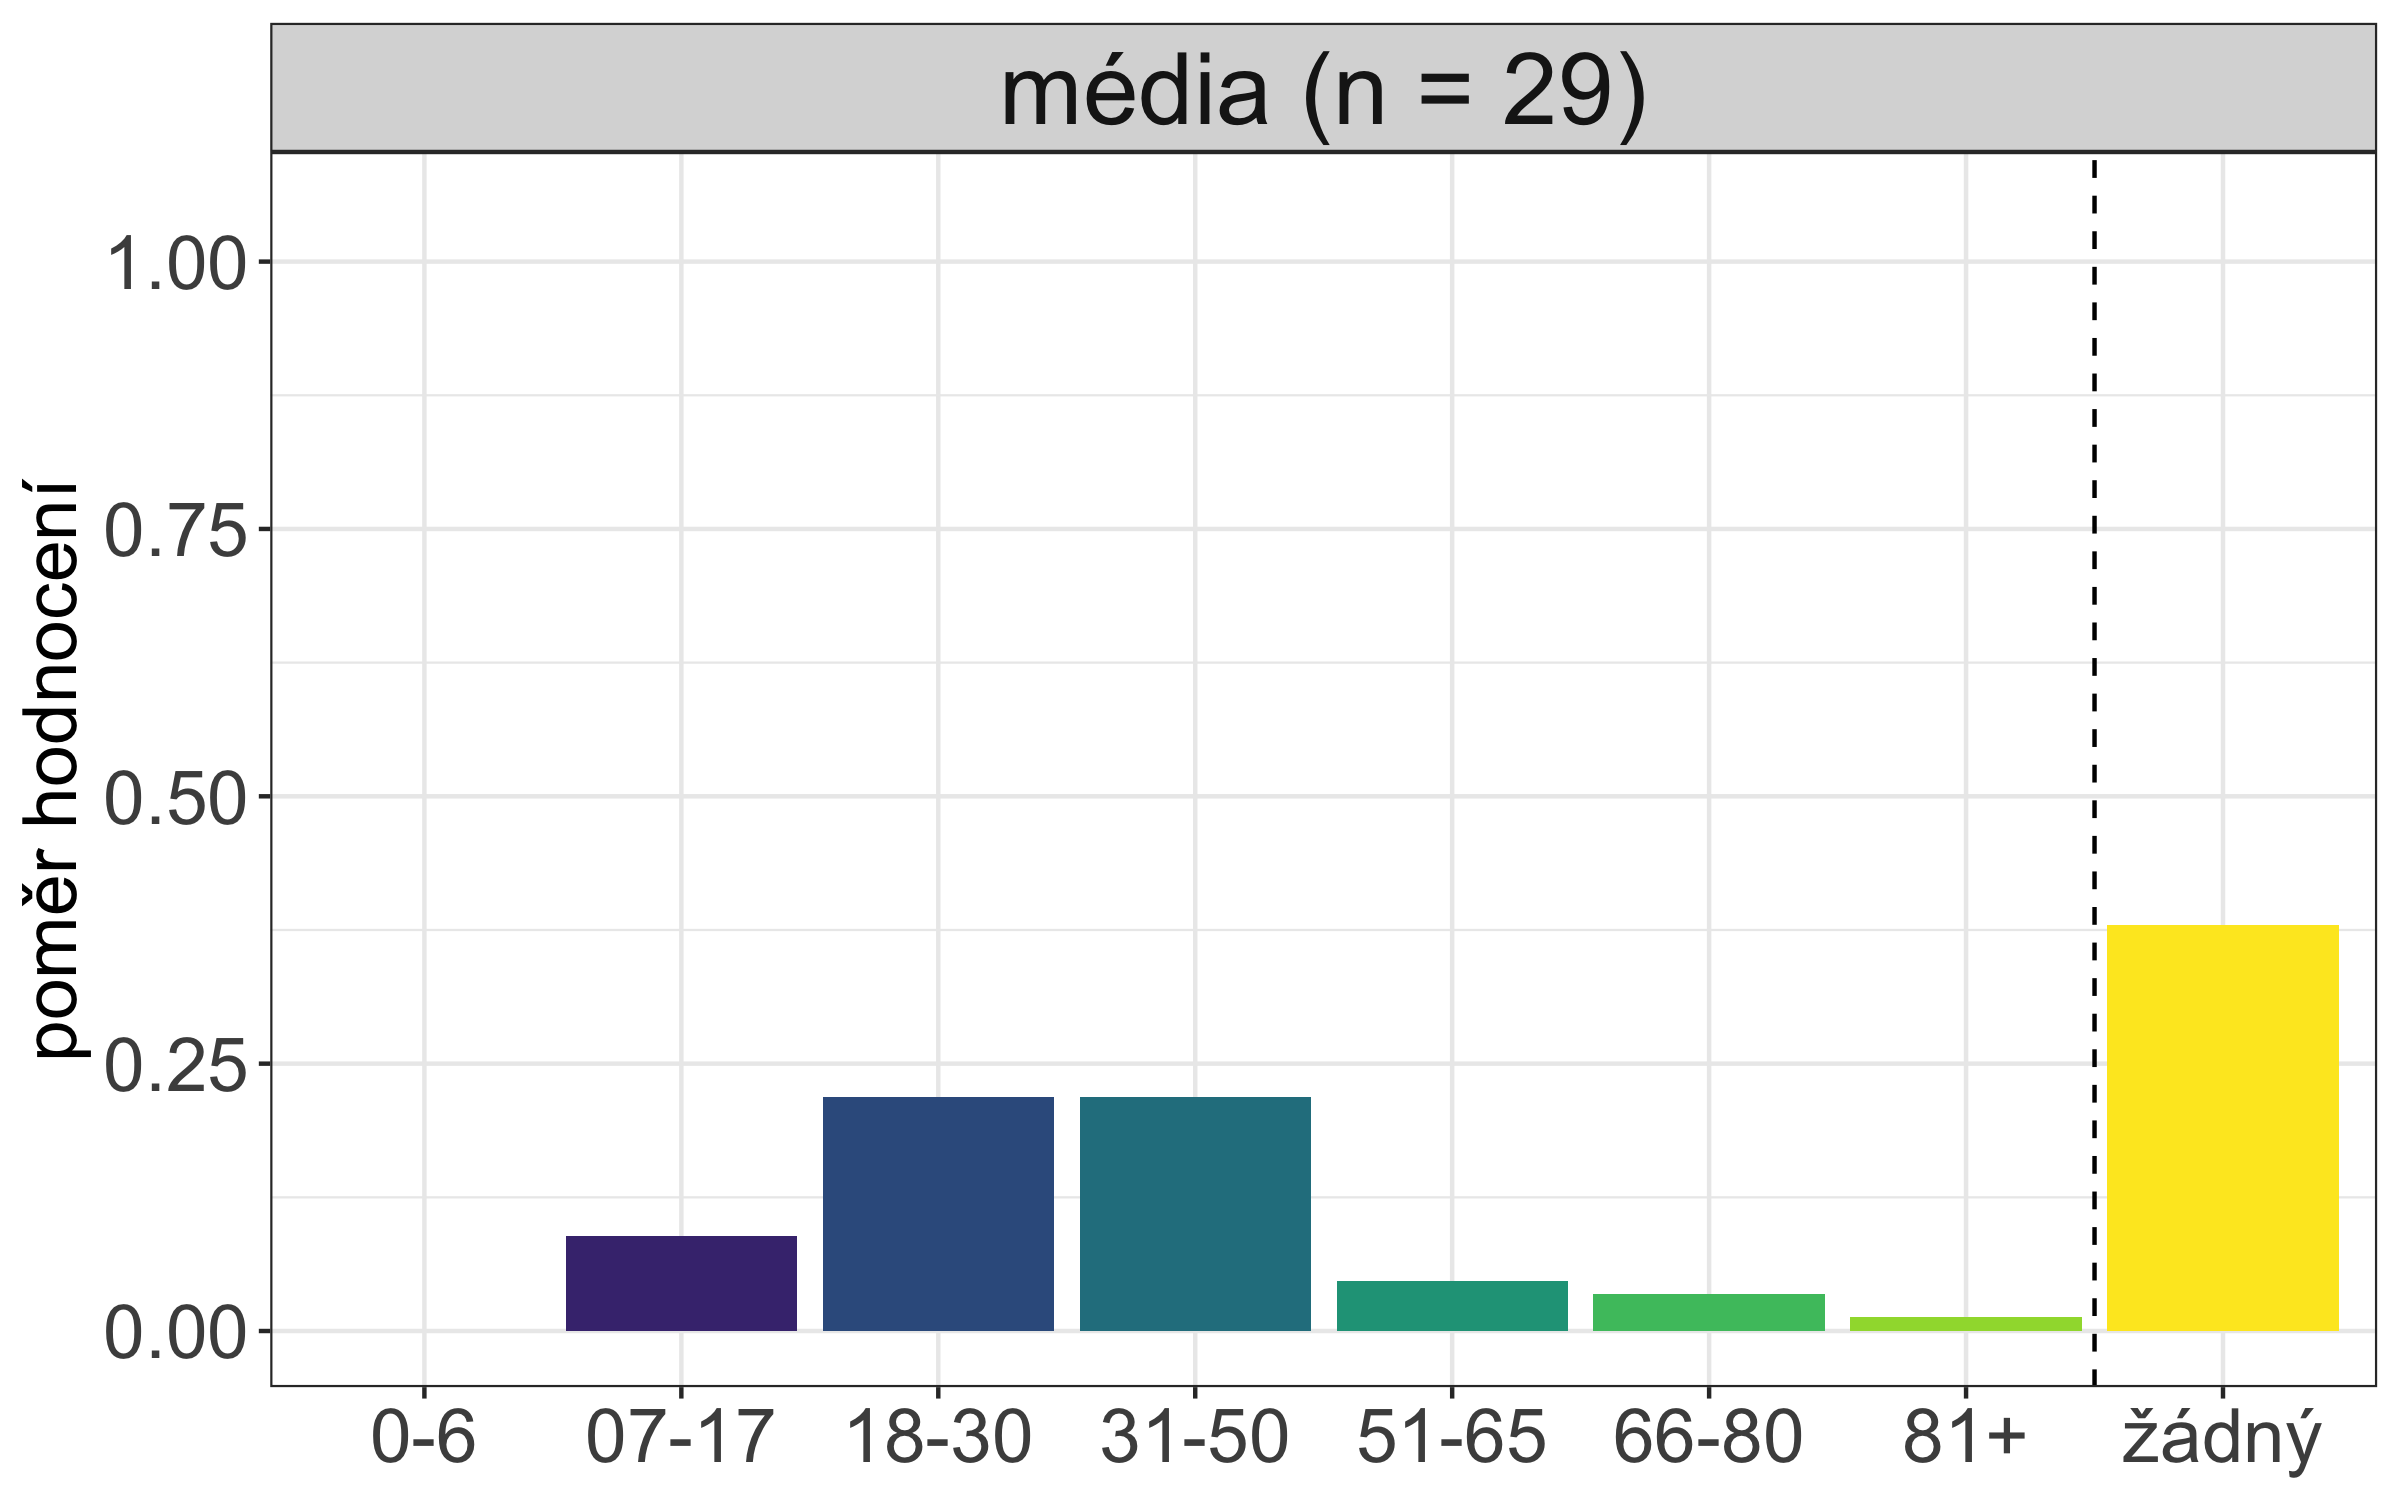 média (n = 29)
poměr hodnocení
1.00
0.75
0.50
0.25
0.00
0-6 07-17 18-30 31-50 51-65 66-80 81+ žádný